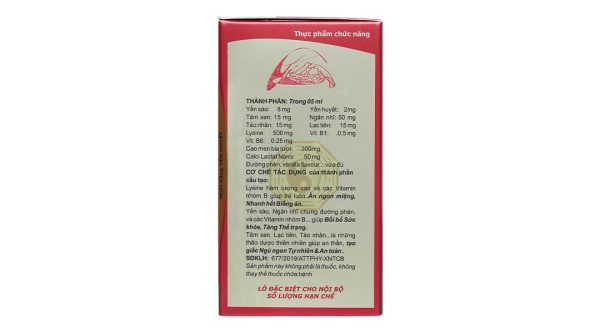 Thực phẩm chức năng
THÀNH PHẦN: Trong 05 ml
Yến sào: 8 mg Yến huyết: 2mg
Tâm sen: 15 mg Ngân nhĩ: 50 mg
Táo nhân: 15 mg Lạc tiên: 15 mg
Lysine: 500 mg Vit. B1: 0.5 mg
Vit. B6: 0.25 mg
Cao men bia tươi: 300mg
Calci Lactat Nano: 50 mg
Đường phèn, vanilla flavour... vừa đủ
CƠ CHẾ TÁC DỤNG của thành phần
cấu tạo:
Lysine hàm lượng cao và các Vitamin
nhóm B giúp trẻ luôn Ăn ngon miệng,
Nhanh hết Biếng ăn.
Yến sào, Ngân nhĩ chưng đường phèn,
và các Vitamin nhóm B... giúp Bồi bổ Sức
khỏe, Tăng Thể trạng.
Tâm sen, Lạc tiên, Táo nhân...là những
thảo dược thiên nhiên giúp an thần, tạo
giấc Ngủ ngon Tự nhiên & An toàn.
SĐKLH: 677/2019/ATTPHY-XNTCB
Sản phẩm này không phải là thuốc, không
thay thế thuốc chữa bệnh
LÔ ĐẶC BIỆT CHO NỘI BỘ
SỐ LƯỢNG HẠN CHẾ